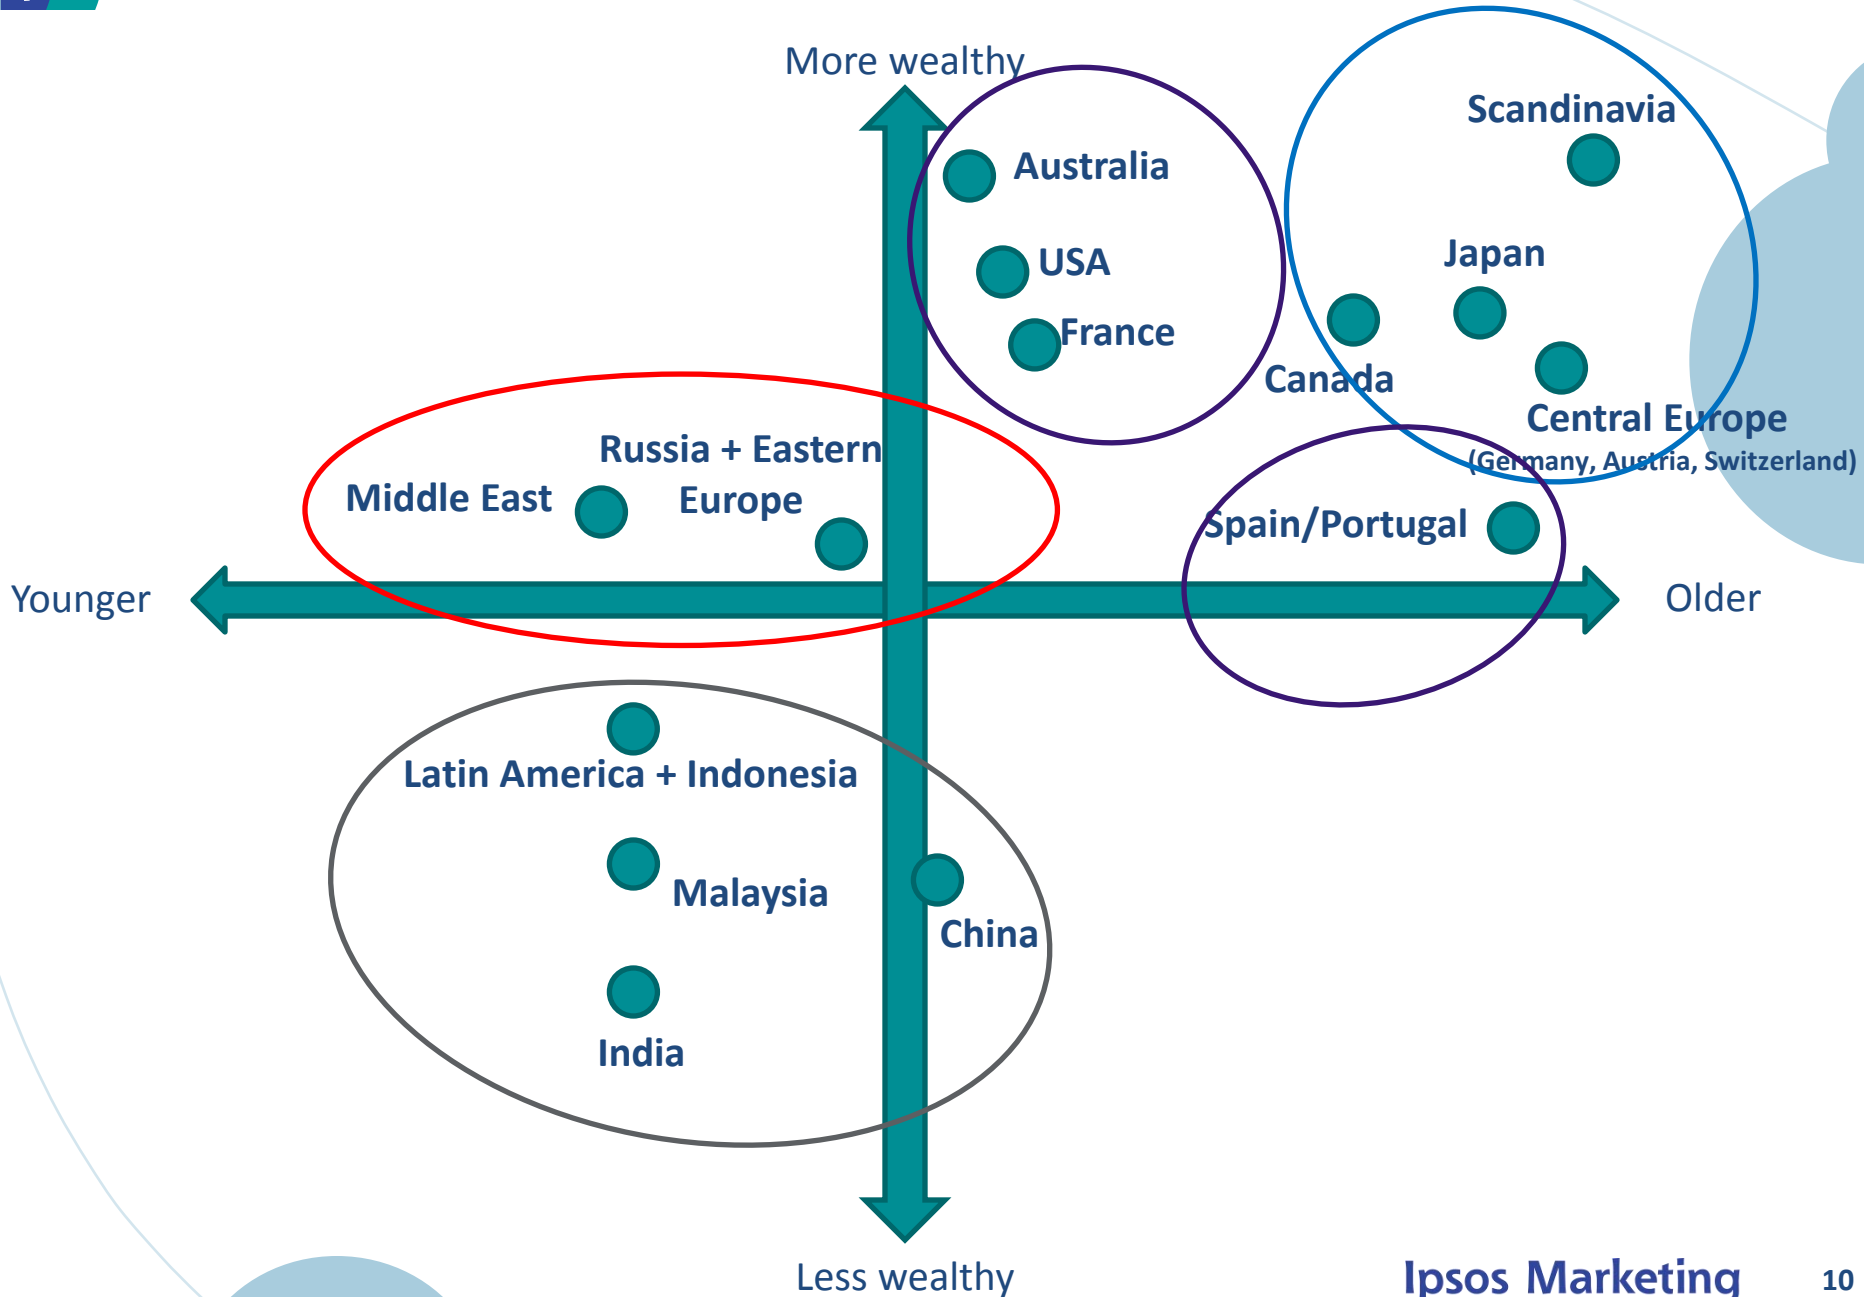 More wealthy
Scandinavia
Australia
Japan
USA
France
Canada
Central Europe
(Germany, Austria, Switzerland)
Russia + Eastern
Europe
Middle East
Spain/Portugal
Younger
Older
Latin America + Indonesia
Malaysia
China
India
Less wealthy
Ipsos Marketing
10